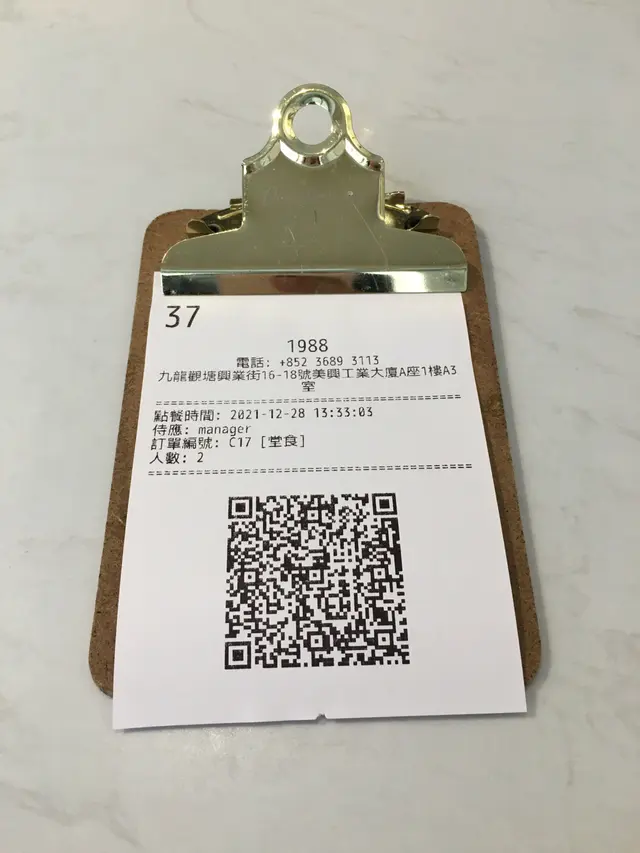 37
1988
電話: +852 3689 3113
九龍觀塘興業街16-18號美興工業大廈A座1樓A3
室
點餐時間: 2021-12-28 13:33:03
侍應: manager
訂單編號: C17 [堂食]
人數: 2